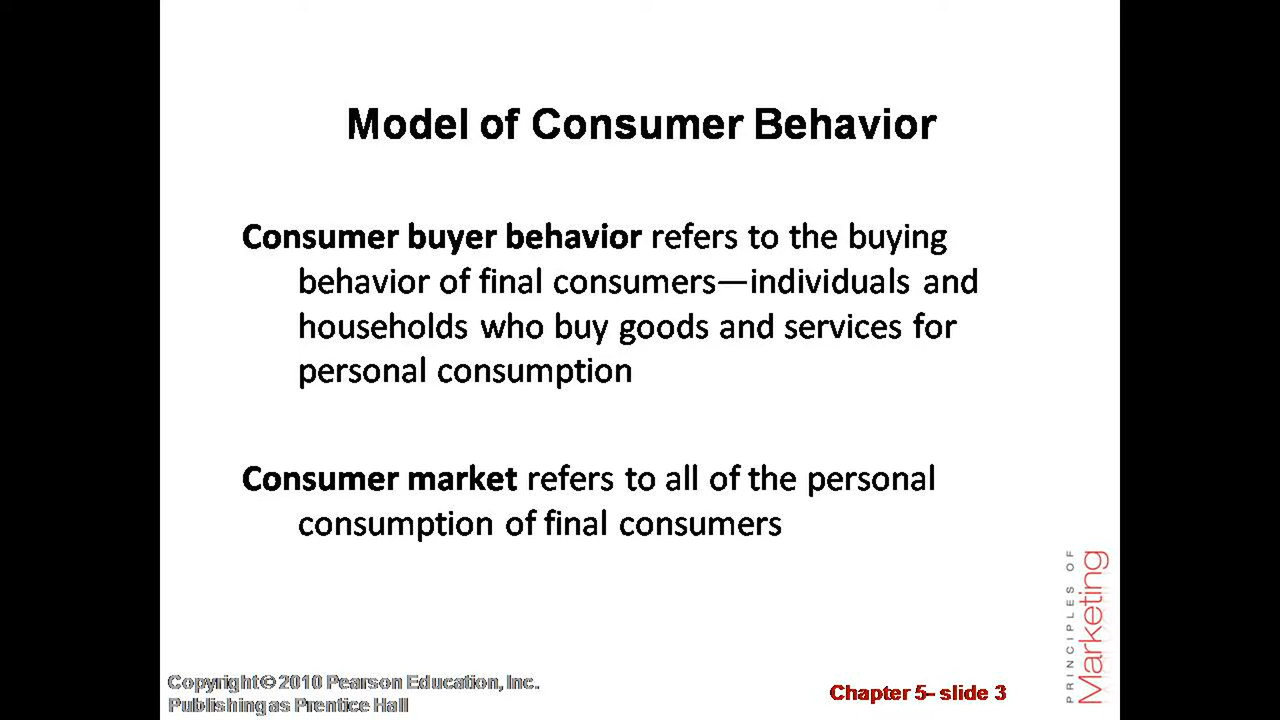 Model of Consumer Behavior
Consumer buyer behavior refers to the buying
behavior of final consumers—individuals and
households who buy goods and services for
personal consumption
Consumer market refers to all of the personal
consumption of final consumers
PRINCIPLES OF
Marketing
Copyright © 2010 Pearson Education, Inc.
Publishing as Prentice Hall
Chapter 5- slide 3